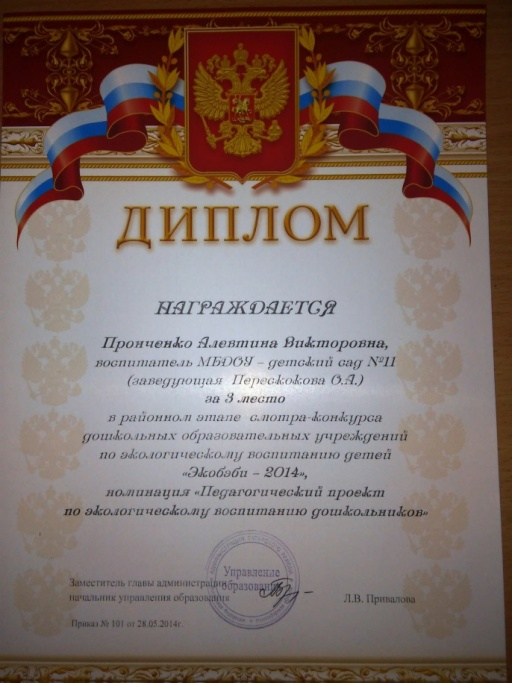 ДИПЛОМ
НАГРАЖДАЕТСЯ
Пронченко Алевтина Викторовна,
воспитатель МБДОУ – детский сад №11
(заведующая Перескокова О.А.)
за 3 место
в районном этапе смотра-конкурса
дошкольных образовательных учреждений
по экологическому воспитанию детей
«Экобэби – 2014»,
номинация «Педагогический проект
по экологическому воспитанию дошкольников»
Управление
образования
Заместитель главы администрации
начальник управления образования
Л.В. Привалова
Приказ № 101 от 28.05.2014г.